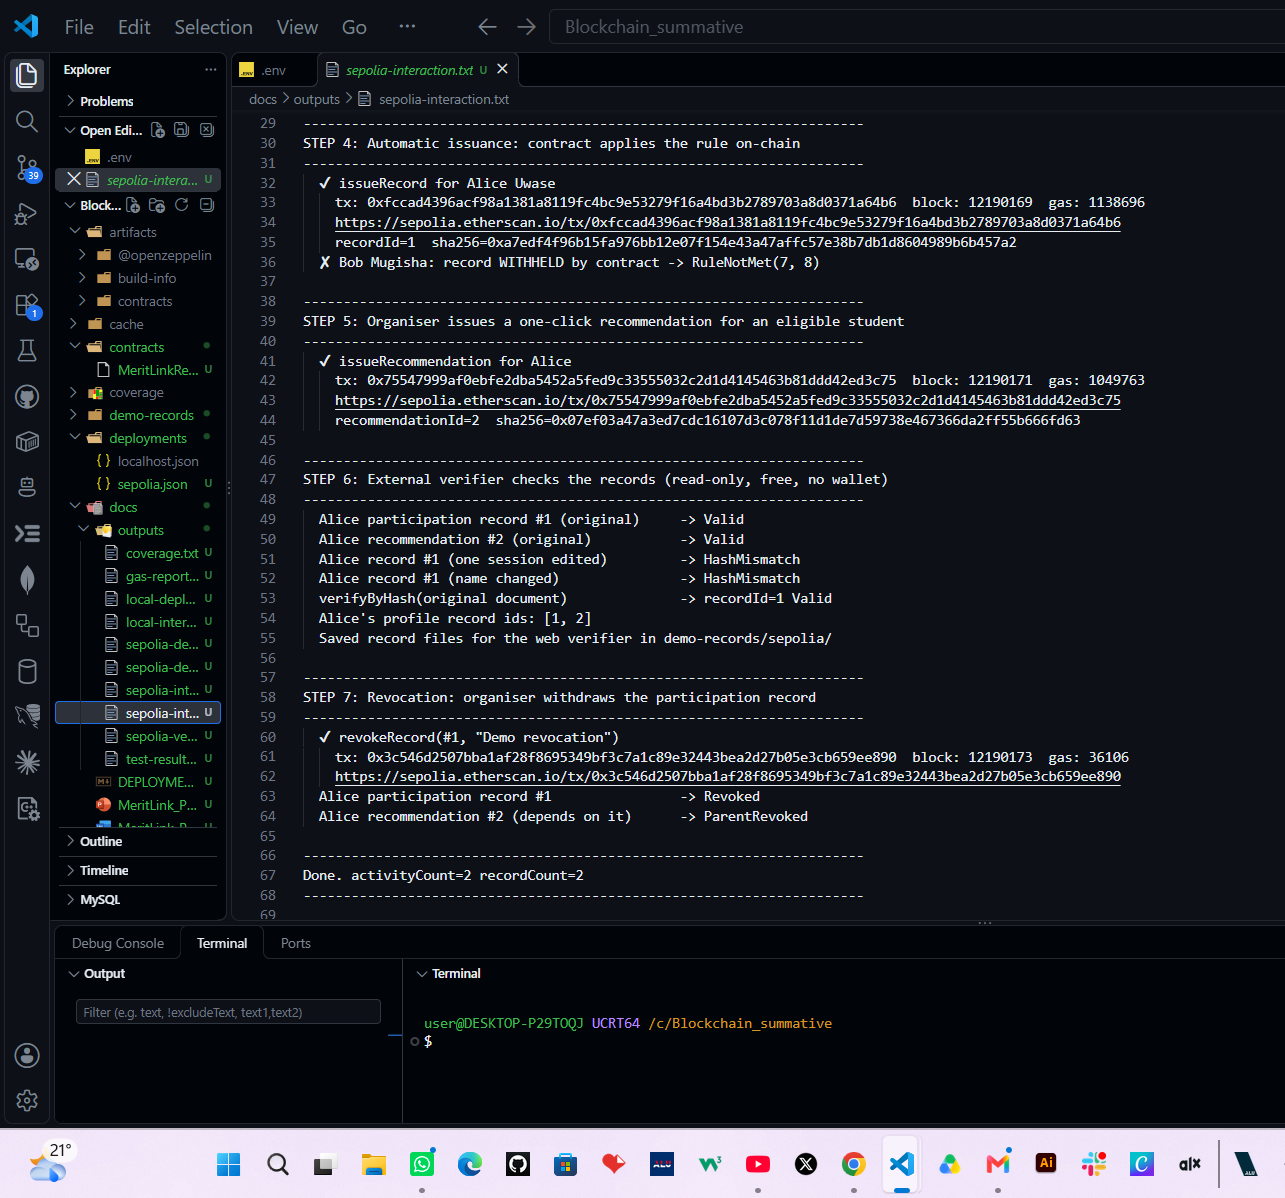 File Edit Selection View Go ··· Blockchain_summative
Explorer ···
Problems
Open Edi...
.env
sepolia-intera... U
Block...
artifacts
@openzeppelin
build-info
contracts
cache
contracts
MeritLinkRe... U
coverage
demo-records
deployments
localhost.json
sepolia.json U
docs
outputs
coverage.txt U
gas-report... U
local-depl... U
local-inter... U
sepolia-de... U
sepolia-de... U
sepolia-int... U
sepolia-int... U
sepolia-ve... U
test-result... U
DEPLOYME... U
MeritLink_P... U
Outline
Timeline
MySQL
39
1
.env sepolia-interaction.txt U
docs > outputs > sepolia-interaction.txt
29 ----------------------------------------------------------------------
30 STEP 4: Automatic issuance: contract applies the rule on-chain
31 ----------------------------------------------------------------------
32 ✓ issueRecord for Alice Uwase
33 tx: 0xfccad4396acf98a1381a8119fc4bc9e53279f16a4bd3b2789703a8d0371a64b6 block: 12190169 gas: 1138696
34 https://sepolia.etherscan.io/tx/0xfccad4396acf98a1381a8119fc4bc9e53279f16a4bd3b2789703a8d0371a64b6
35 recordId=1 sha256=0xa7edf4f96b15fa976bb12e07f154e43a47affc57e38b7db1d8604989b6b457a2
36 ✗ Bob Mugisha: record WITHHELD by contract -> RuleNotMet(7, 8)
37
38 ----------------------------------------------------------------------
39 STEP 5: Organiser issues a one-click recommendation for an eligible student
40 ----------------------------------------------------------------------
41 ✓ issueRecommendation for Alice
42 tx: 0x75547999af0ebfe2dba5452a5fed9c33555032c2d1d4145463b81ddd42ed3c75 block: 12190171 gas: 1049763
43 https://sepolia.etherscan.io/tx/0x75547999af0ebfe2dba5452a5fed9c33555032c2d1d4145463b81ddd42ed3c75
44 recommendationId=2 sha256=0x07ef03a47a3ed7cdc16107d3c078f11d1de7d59738e467366da2ff55b666fd63
45
46 ----------------------------------------------------------------------
47 STEP 6: External verifier checks the records (read-only, free, no wallet)
48 ----------------------------------------------------------------------
49 Alice participation record #1 (original) -> Valid
50 Alice recommendation #2 (original) -> Valid
51 Alice record #1 (one session edited) -> HashMismatch
52 Alice record #1 (name changed) -> HashMismatch
53 verifyByHash(original document) -> recordId=1 Valid
54 Alice's profile record ids: [1, 2]
55 Saved record files for the web verifier in demo-records/sepolia/
56
57 ----------------------------------------------------------------------
58 STEP 7: Revocation: organiser withdraws the participation record
59 ----------------------------------------------------------------------
60 ✓ revokeRecord(#1, "Demo revocation")
61 tx: 0x3c546d2507bba1af28f8695349bf3c7a1c89e32443bea2d27b05e3cb659ee890 block: 12190173 gas: 36106
62 https://sepolia.etherscan.io/tx/0x3c546d2507bba1af28f8695349bf3c7a1c89e32443bea2d27b05e3cb659ee890
63 Alice participation record #1 -> Revoked
64 Alice recommendation #2 (depends on it) -> ParentRevoked
65
66 ----------------------------------------------------------------------
67 Done. activityCount=2 recordCount=2
68 ----------------------------------------------------------------------
69
Debug Console Terminal Ports
Output
Filter (e.g. text, !excludeText, text1,text2)
Terminal
user@DESKTOP-P29TOQJ UCRT64 /c/Blockchain_summative
$
21°
ALU
Ai
alx